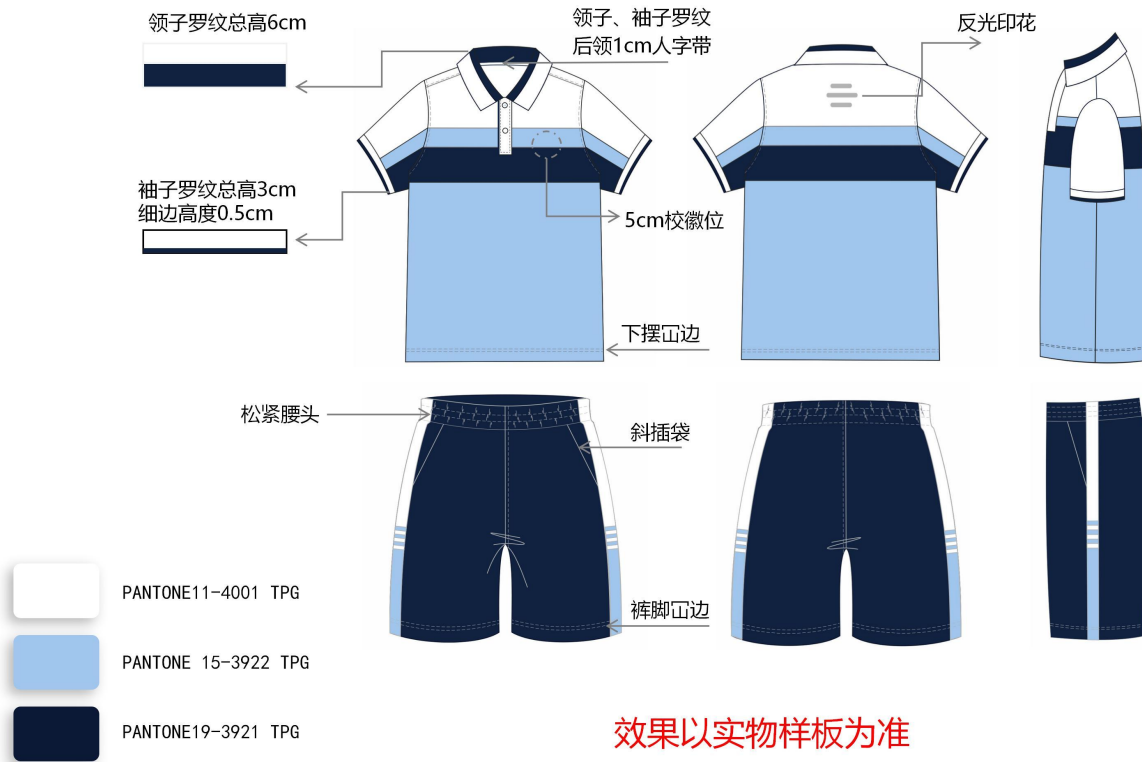 领子罗纹总高6cm
领子、袖子罗纹
后领1cm人字带
反光印花
袖子罗纹总高3cm
细边高度0.5cm
5cm校徽位
下摆冚边
松紧腰头
斜插袋
裤脚冚边
PANTONE11-4001 TPG
PANTONE 15-3922 TPG
PANTONE19-3921 TPG
效果以实物样板为准